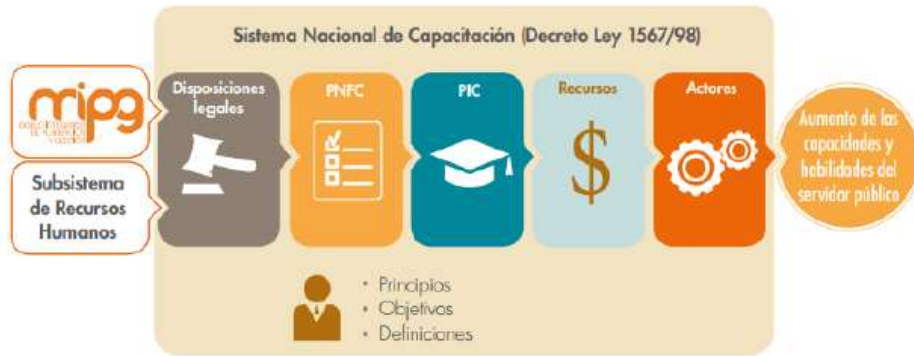 Sistema Nacional de Capacitación (Decreto Ley 1567/98)
mipg
Subsistema
de Recursos
Humanos
Disposiciones
legales
PNFC
PIC
Recursos
$
Actores
Aumento de las
capacidades y
habilidades del
servidor público
• Principios
• Objetivos
• Definiciones